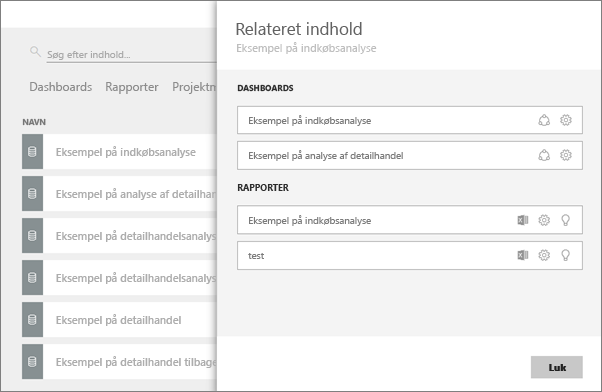 Søg efter indhold...
Dashboards Rapporter Projektm
NAVN
Eksempel på indkøbsanalyse
Eksempel på analyse af detailhan
Eksempel på detailhandelsanalys
Eksempel på detailhandelsanalys
Eksempel på detailhandel
Eksempel på detailhandel tilbage
Relateret indhold
Eksempel på indkøbsanalyse
DASHBOARDS
Eksempel på indkøbsanalyse
Eksempel på analyse af detailhandel
RAPPORTER
Eksempel på indkøbsanalyse
test
Luk